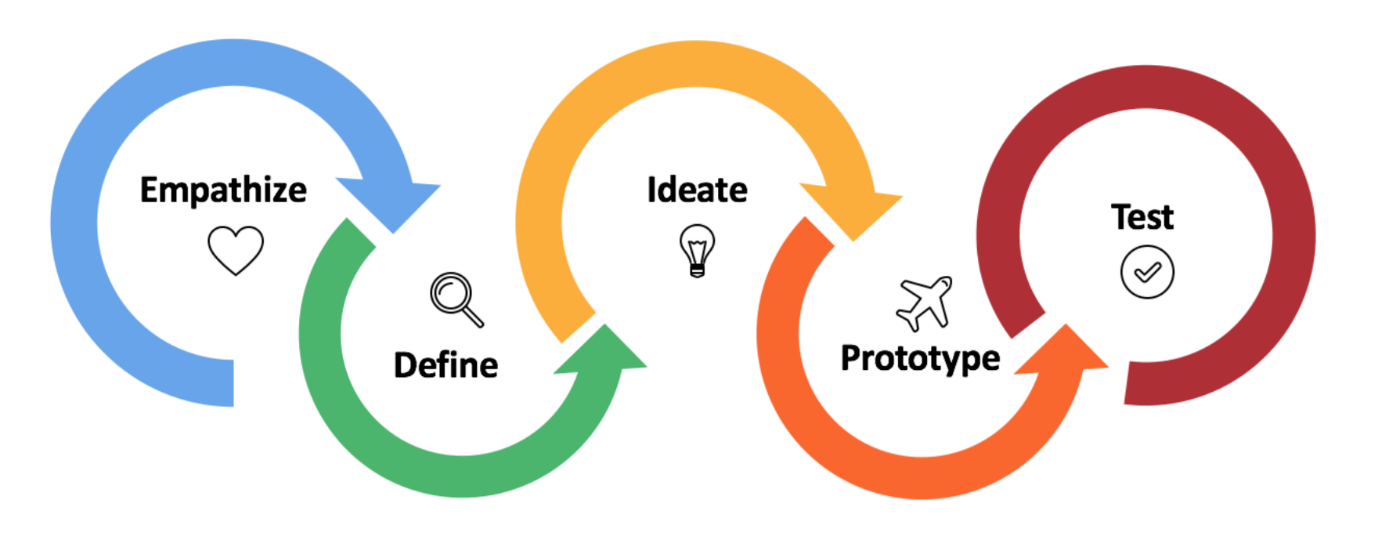 Empathize
Define
Ideate
Prototype
Test